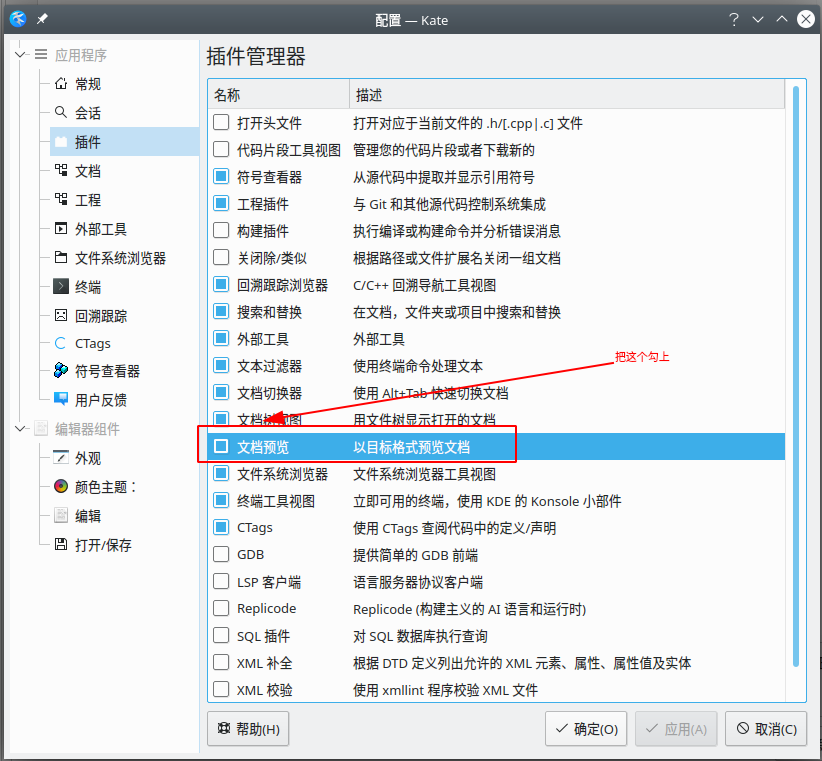 配置 — Kate
应用程序
常规
会话
插件
文档
工程
外部工具
文件系统浏览器
终端
回溯跟踪
CTags
符号查看器
用户反馈
编辑器组件
外观
颜色主题：
编辑
打开/保存
插件管理器
名称 描述
打开头文件 打开对应于当前文件的 .h/[.cpp|.c] 文件
代码片段工具视图 管理您的代码片段或者下载新的
符号查看器 从源代码中提取并显示引用符号
工程插件 与 Git 和其他源代码控制系统集成
构建插件 执行编译或构建命令并分析错误消息
关闭除/类似 根据路径或文件扩展名关闭一组文档
回溯跟踪浏览器 C/C++ 回溯导航工具视图
搜索和替换 在文档，文件夹或项目中搜索和替换
外部工具 外部工具
文本过滤器 使用终端命令处理文本
把这个勾上
文档切换器 使用 Alt+Tab 快速切换文档
文档树视图 用文件树显示打开的文档
文档预览 以目标格式预览文档
文件系统浏览器 文件系统浏览器工具视图
终端工具视图 立即可用的终端，使用 KDE 的 Konsole 小部件
CTags 使用 CTags 查阅代码中的定义/声明
GDB 提供简单的 GDB 前端
LSP 客户端 语言服务器协议客户端
Replicode Replicode (构建主义的 AI 语言和运行时)
SQL 插件 对 SQL 数据库执行查询
XML 补全 根据 DTD 定义列出允许的 XML 元素、属性、属性值及实体
XML 校验 使用 xmllint 程序校验 XML 文件
帮助(H) 确定(O) 应用(A) 取消(C)